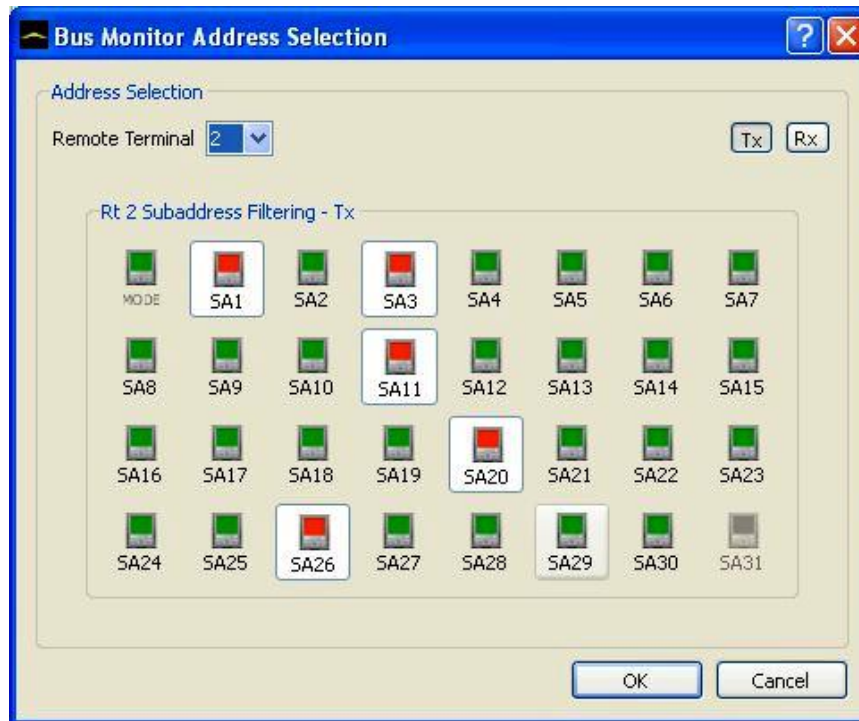 Bus Monitor Address Selection
?
Address Selection
Remote Terminal 2 Tx Rx
Rt 2 Subaddress Filtering - Tx
MODE SA1 SA2 SA3 SA4 SA5 SA6 SA7
SA8 SA9 SA10 SA11 SA12 SA13 SA14 SA15
SA16 SA17 SA18 SA19 SA20 SA21 SA22 SA23
SA24 SA25 SA26 SA27 SA28 SA29 SA30 SA31
OK Cancel